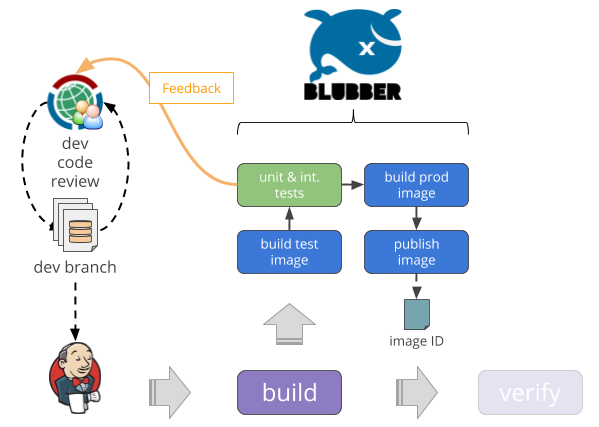 BLUBBER
Feedback
dev
code
review
unit & int.
tests
build prod
image
build test
image
publish
image
dev branch
image ID
build
verify